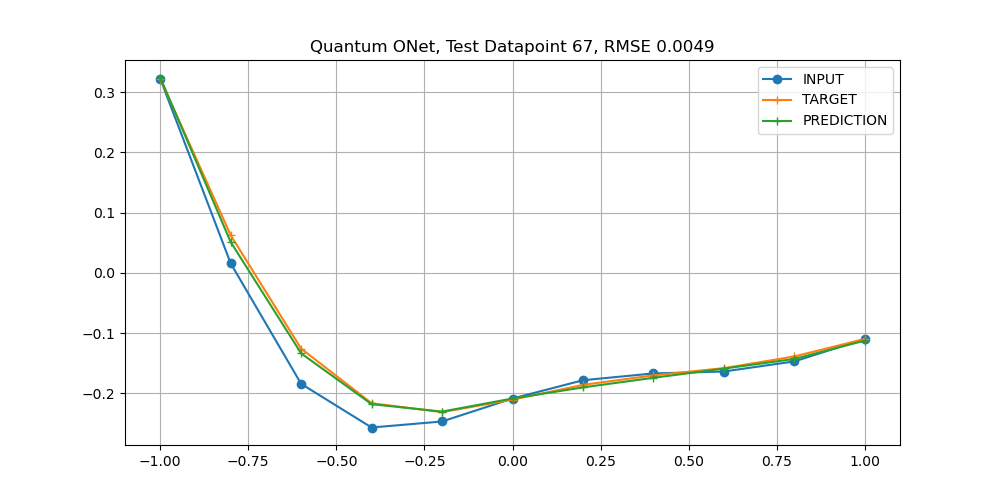 Quantum ONet, Test Datapoint 67, RMSE 0.0049
INPUT
TARGET
PREDICTION
0.3
0.2
0.1
0.0
−0.1
−0.2
−1.00 −0.75 −0.50 −0.25 0.00 0.25 0.50 0.75 1.00